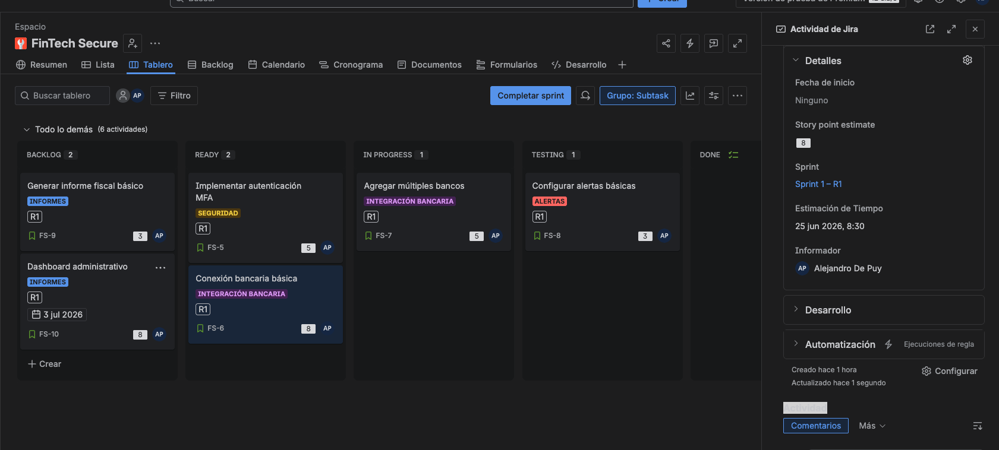 Buscar
Crear
Versión de prueba de Premium
Espacio
FinTech Secure
Resumen
Lista
Tablero
Backlog
Calendario
Cronograma
Documentos
Formularios
Desarrollo
Buscar tablero
AP
Filtro
Completar sprint
Grupo: Subtask
Todo lo demás (6 actividades)
BACKLOG 2
Generar informe fiscal básico
INFORMES
R1
FS-9
3
AP
Dashboard administrativo
INFORMES
R1
3 jul 2026
FS-10
8
AP
Crear
READY 2
Implementar autenticación
MFA
SEGURIDAD
R1
FS-5
5
AP
Conexión bancaria básica
INTEGRACIÓN BANCARIA
R1
FS-6
8
AP
IN PROGRESS 1
Agregar múltiples bancos
INTEGRACIÓN BANCARIA
R1
FS-7
5
AP
TESTING 1
Configurar alertas básicas
ALERTAS
R1
FS-8
3
AP
DONE
Actividad de Jira
Detalles
Fecha de inicio
Ninguno
Story point estimate
8
Sprint
Sprint 1 – R1
Estimación de Tiempo
25 jun 2026, 8:30
Informador
AP Alejandro De Puy
Desarrollo
Automatización
Ejecuciones de regla
Creado hace 1 hora
Configurar
Actualizado hace 1 segundo
Actividad
Comentarios
Más